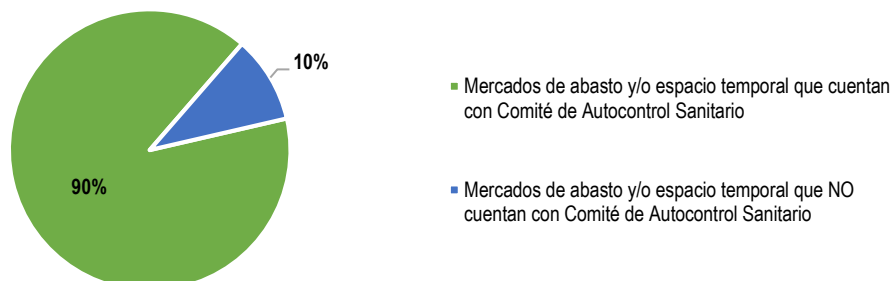 10%
Mercados de abasto y/o espacio temporal que cuentan
con Comité de Autocontrol Sanitario
90%
Mercados de abasto y/o espacio temporal que NO
cuentan con Comité de Autocontrol Sanitario